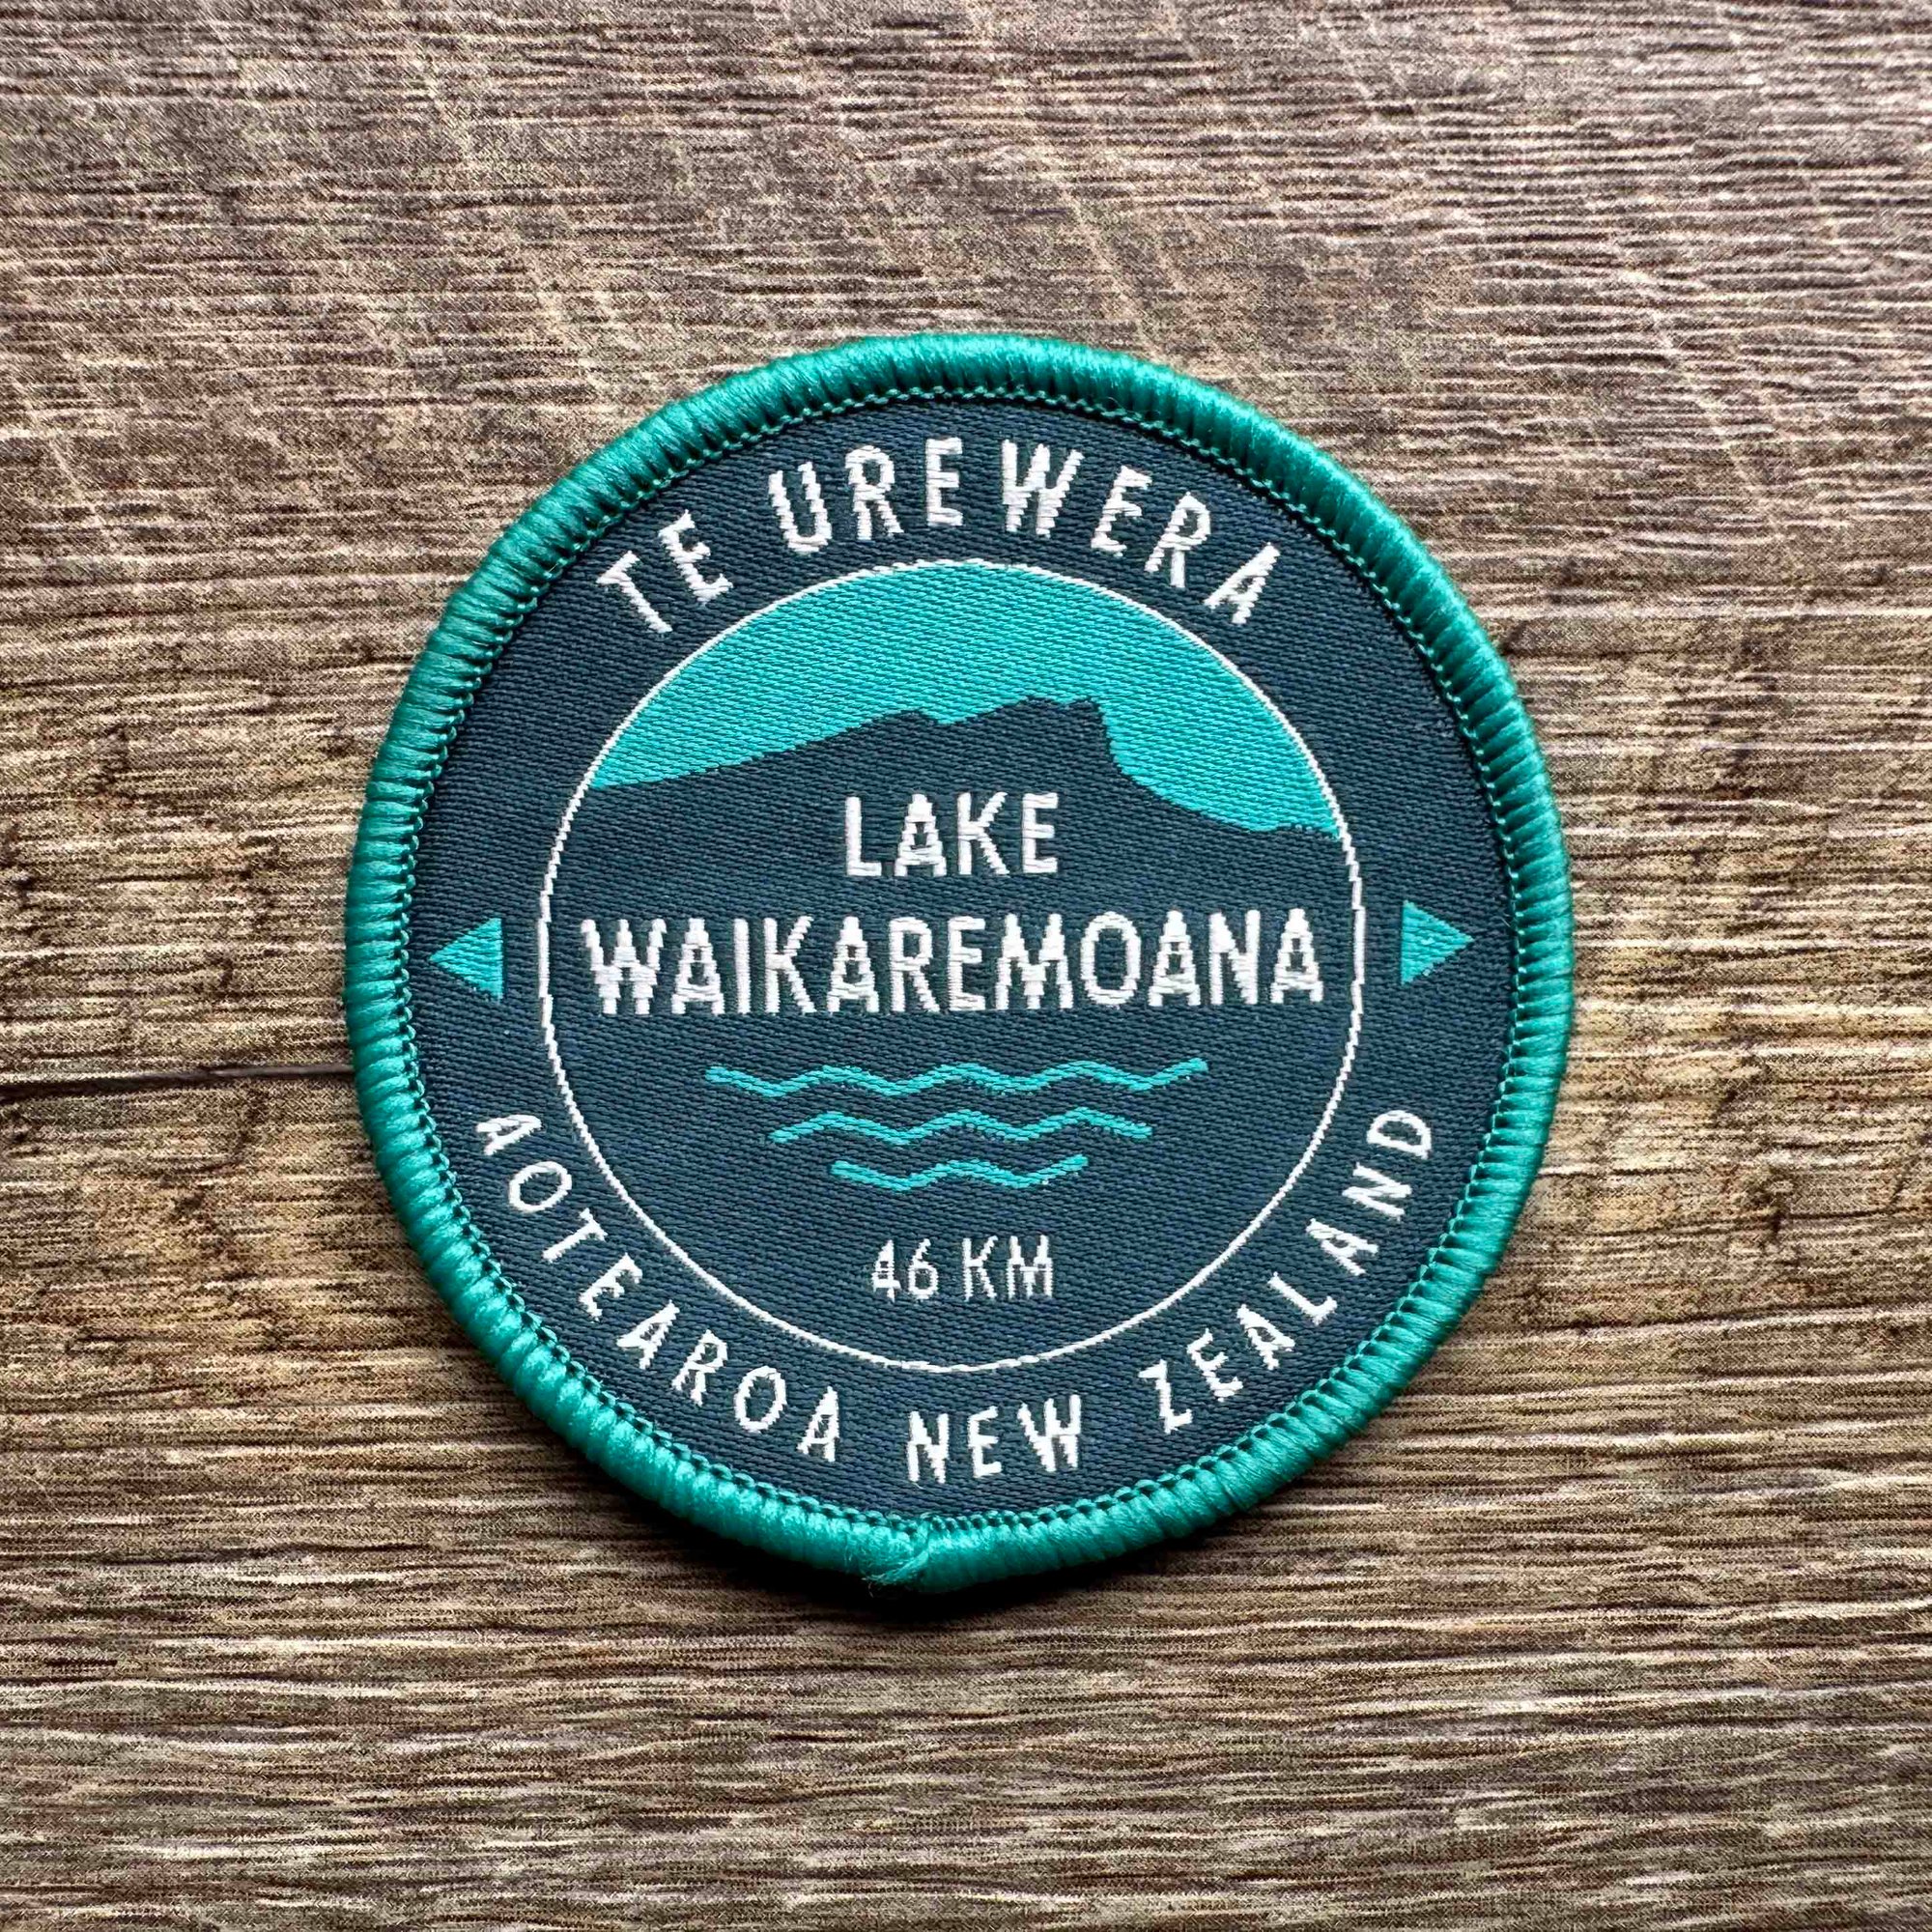 TE UREWERA
LAKE
WAIKAREMOANA
46 KM
AOTEAROA NEW ZEALAND